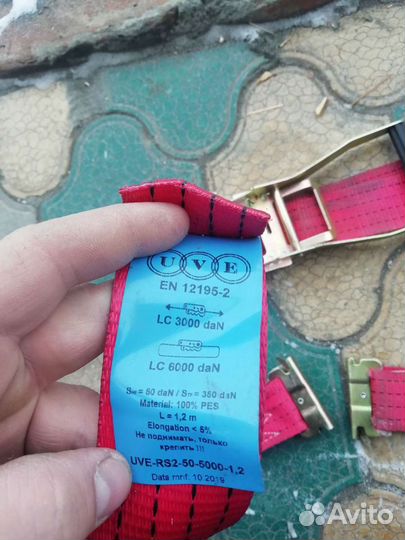 U V E
EN 12195-2
LC 3000 daN
LC 6000 daN
SHF = 50 daN / STF = 350 daN
Material: 100% PES
L = 1,2 m
Elongation < 5%
Не поднимать, только
крепить !!!
UVE-RS2-50-5000-1,2
Data mnf: 10.2019
Avito